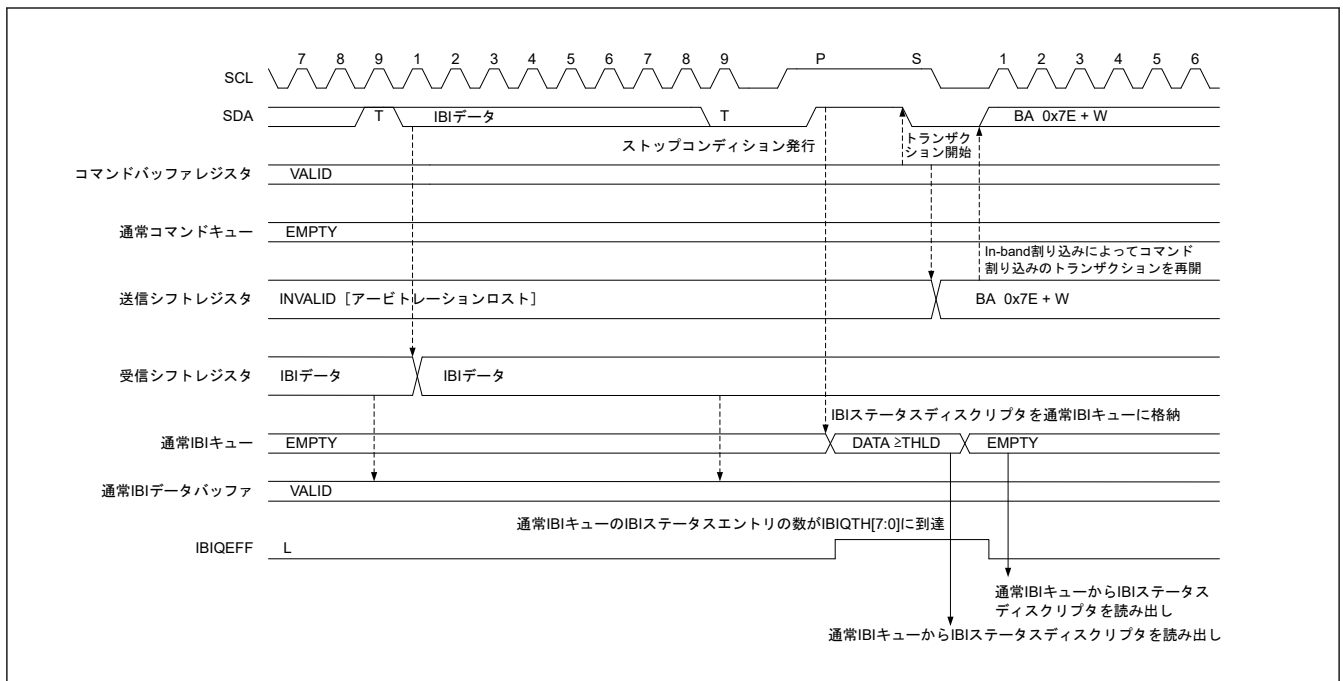 7 8 9 1 2 3 4 5 6 7 8 9 P S 1 2 3 4 5 6
SCL
SDA T IBIデータ T BA 0x7E + W
ストップコンディション発行
トランザク
ション開始
コマンドバッファレジスタ VALID
通常コマンドキュー EMPTY
In-band割り込みによってコマンド
割り込みのトランザクションを再開
送信シフトレジスタ INVALID［アービトレーションロスト］ BA 0x7E + W
受信シフトレジスタ IBIデータ IBIデータ
IBIステータスディスクリプタを通常IBIキューに格納
通常IBIキュー EMPTY DATA ≥THLD EMPTY
通常IBIデータバッファ VALID
通常IBIキューのIBIステータスエントリの数がIBIQTH[7:0]に到達
IBIQEFF L
通常IBIキューからIBIステータス
ディスクリプタを読み出し
通常IBIキューからIBIステータスディスクリプタを読み出し